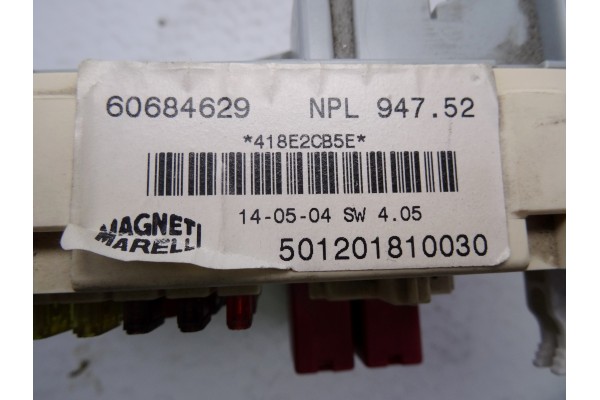 60684629 NPL 947.52
*418E2CB5E*
14-05-04 SW 4.05
MAGNETI
MARELLI
501201810030